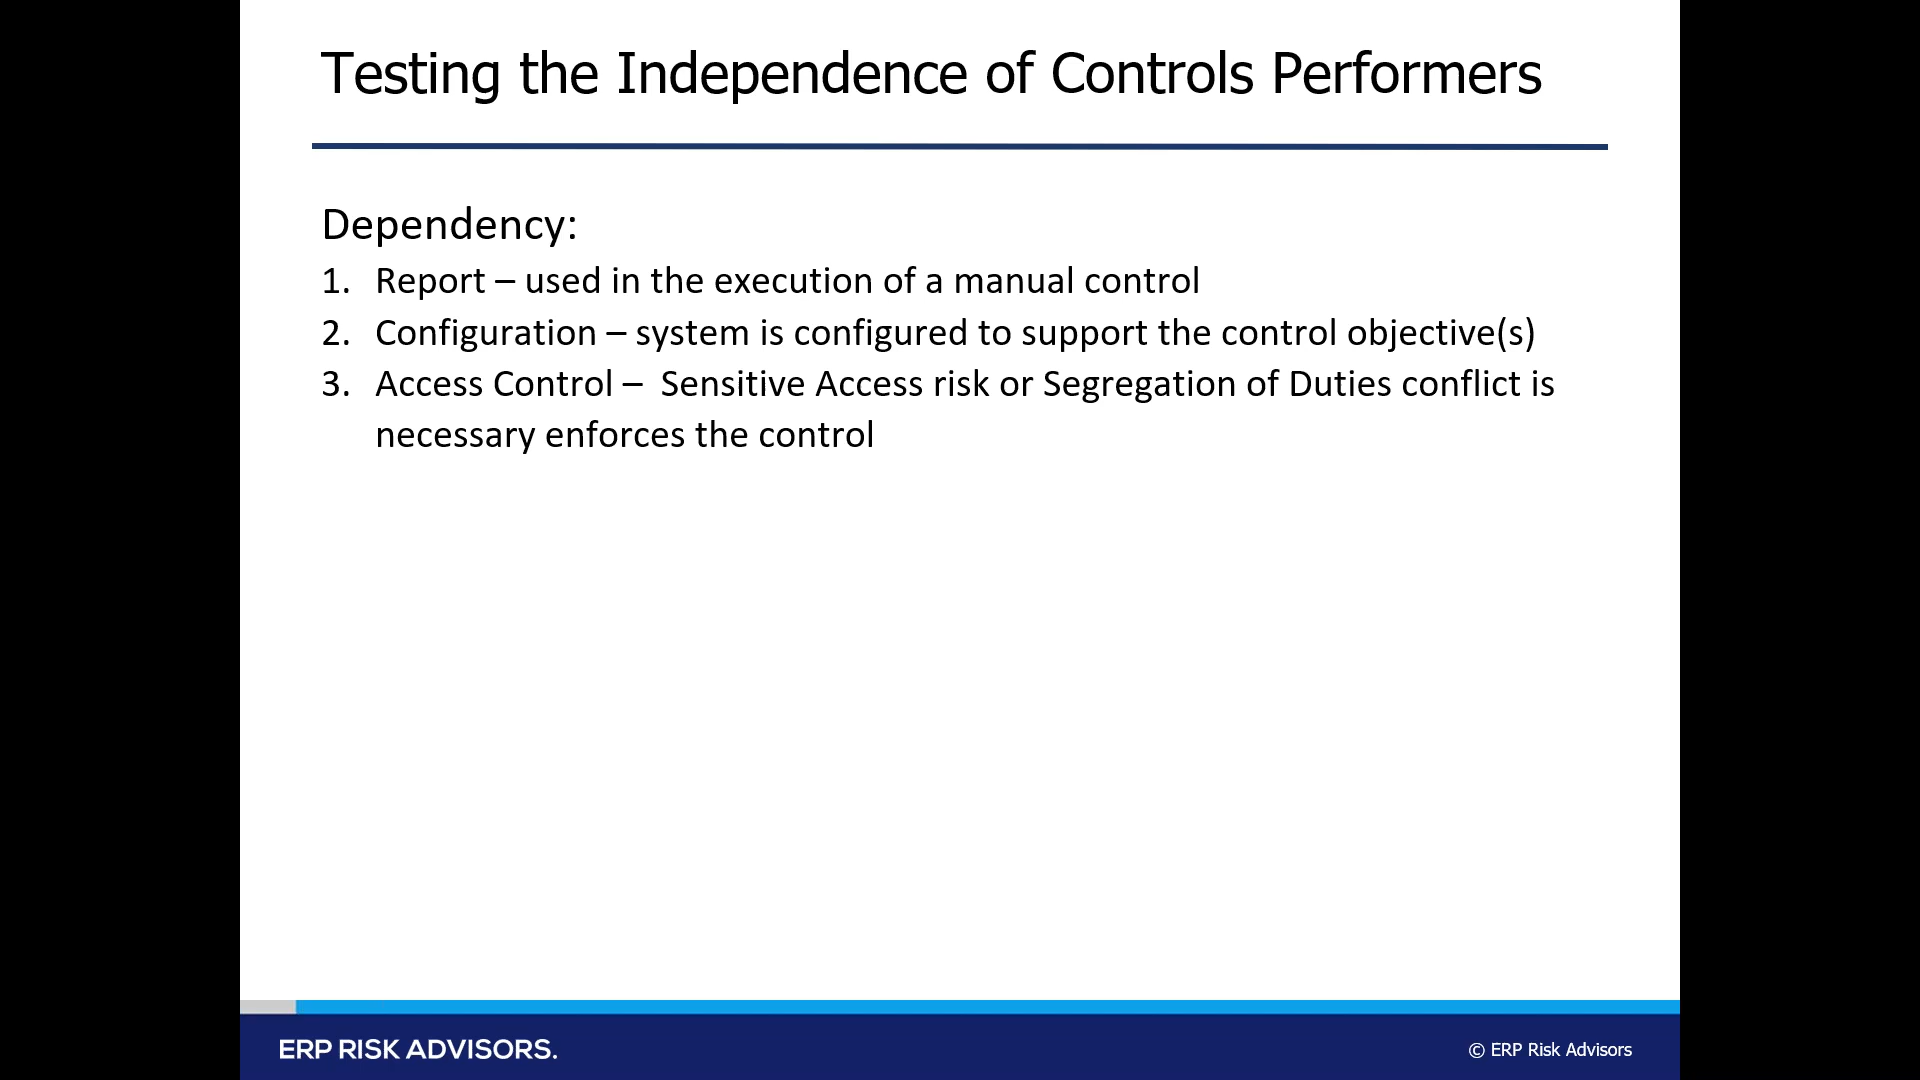 Testing the Independence of Controls Performers
Dependency:
1. Report – used in the execution of a manual control
2. Configuration – system is configured to support the control objective(s)
3. Access Control –  Sensitive Access risk or Segregation of Duties conflict is
necessary enforces the control
ERP RISK ADVISORS.
© ERP Risk Advisors